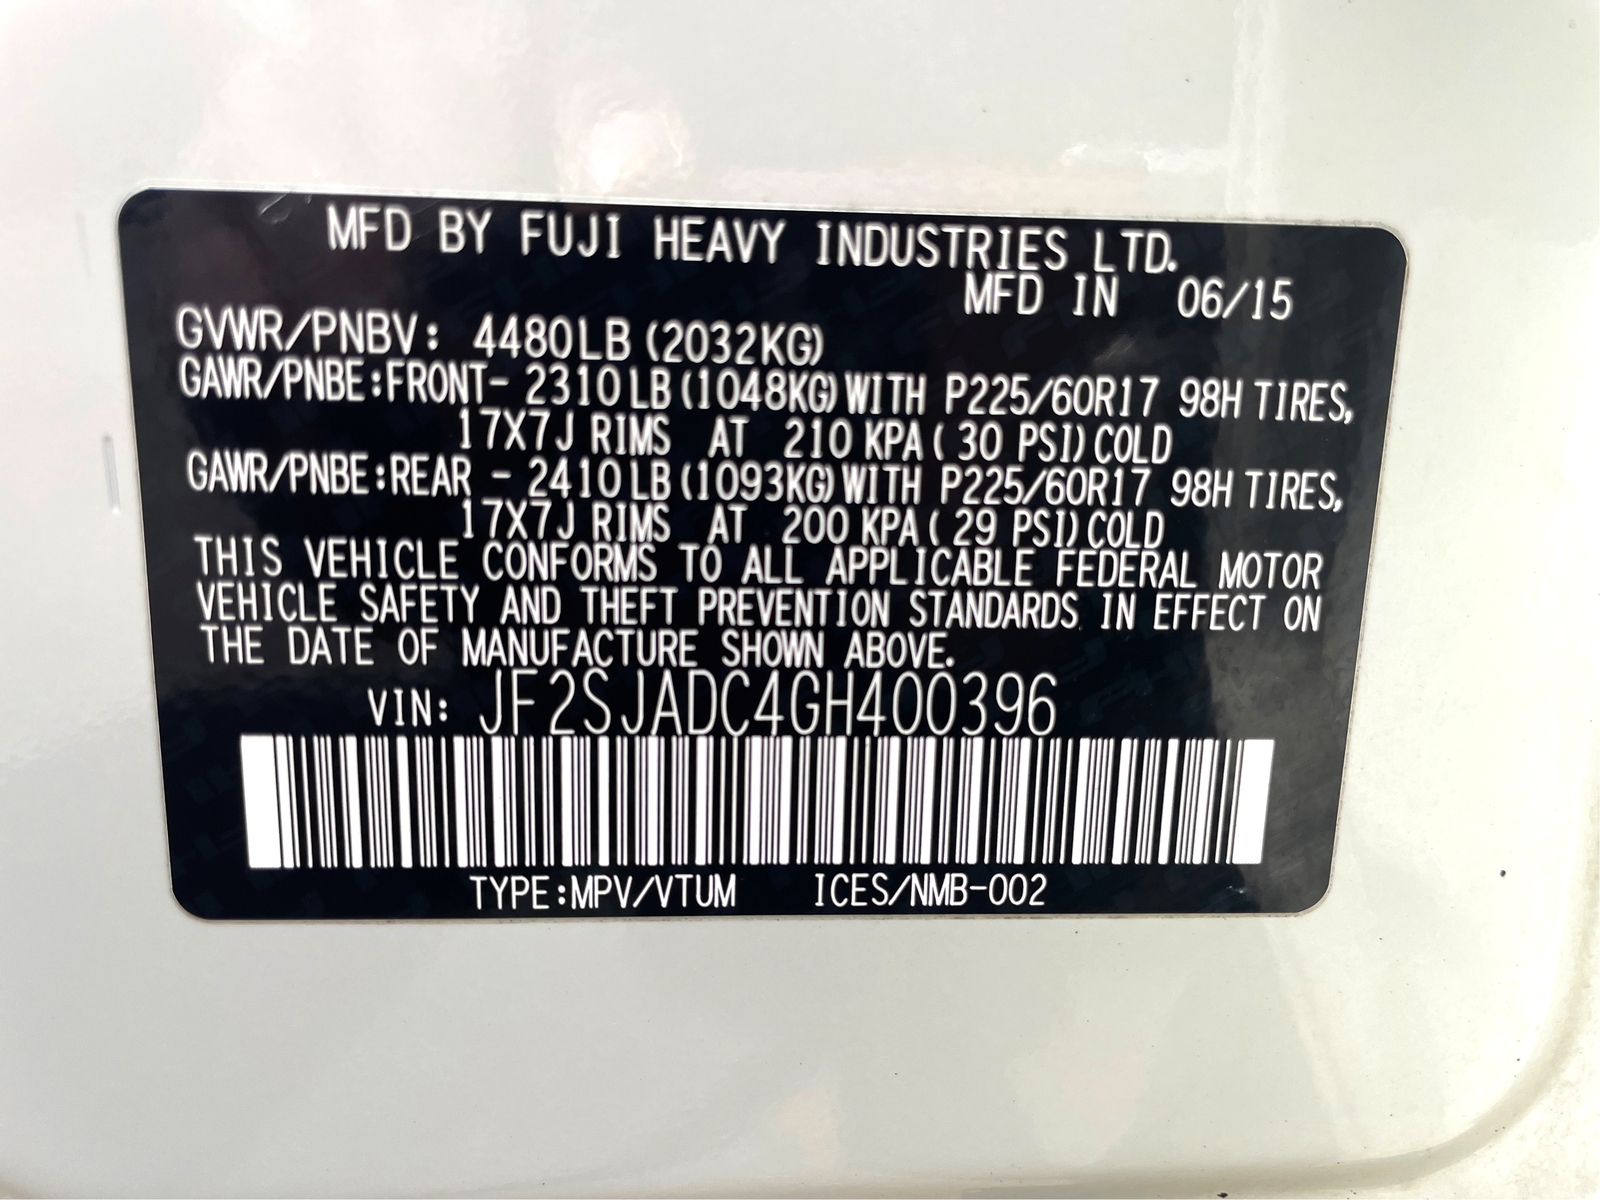 MFD BY FUJI HEAVY INDUSTRIES LTD.
MFD IN 06/15
GVWR/PNBV: 4480LB (2032KG)
GAWR/PNBE:FRONT- 2310LB (1048KG) WITH P225/60R17 98H TIRES,
17X7J RIMS AT 210 KPA ( 30 PSI) COLD
GAWR/PNBE:REAR - 2410LB (1093KG) WITH P225/60R17 98H TIRES,
17X7J RIMS AT 200 KPA ( 29 PSI) COLD
THIS VEHICLE CONFORMS TO ALL APPLICABLE FEDERAL MOTOR
VEHICLE SAFETY AND THEFT PREVENTION STANDARDS IN EFFECT ON
THE DATE OF MANUFACTURE SHOWN ABOVE.
VIN: JF2SJADC4GH400396
TYPE:MPV/VTUM ICES/NMB-002